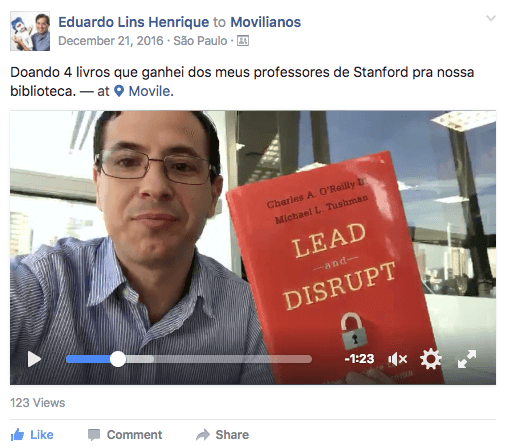 Eduardo Lins Henrique to Movilianos
December 21, 2016 · São Paulo ·
Doando 4 livros que ganhei dos meus professores de Stanford pra nossa
biblioteca. — at Movile.
Charles A. O'Reilly
Michael L. Tushman
LEAD
and
DISRUPT
-1:23
123 Views
Like Comment Share